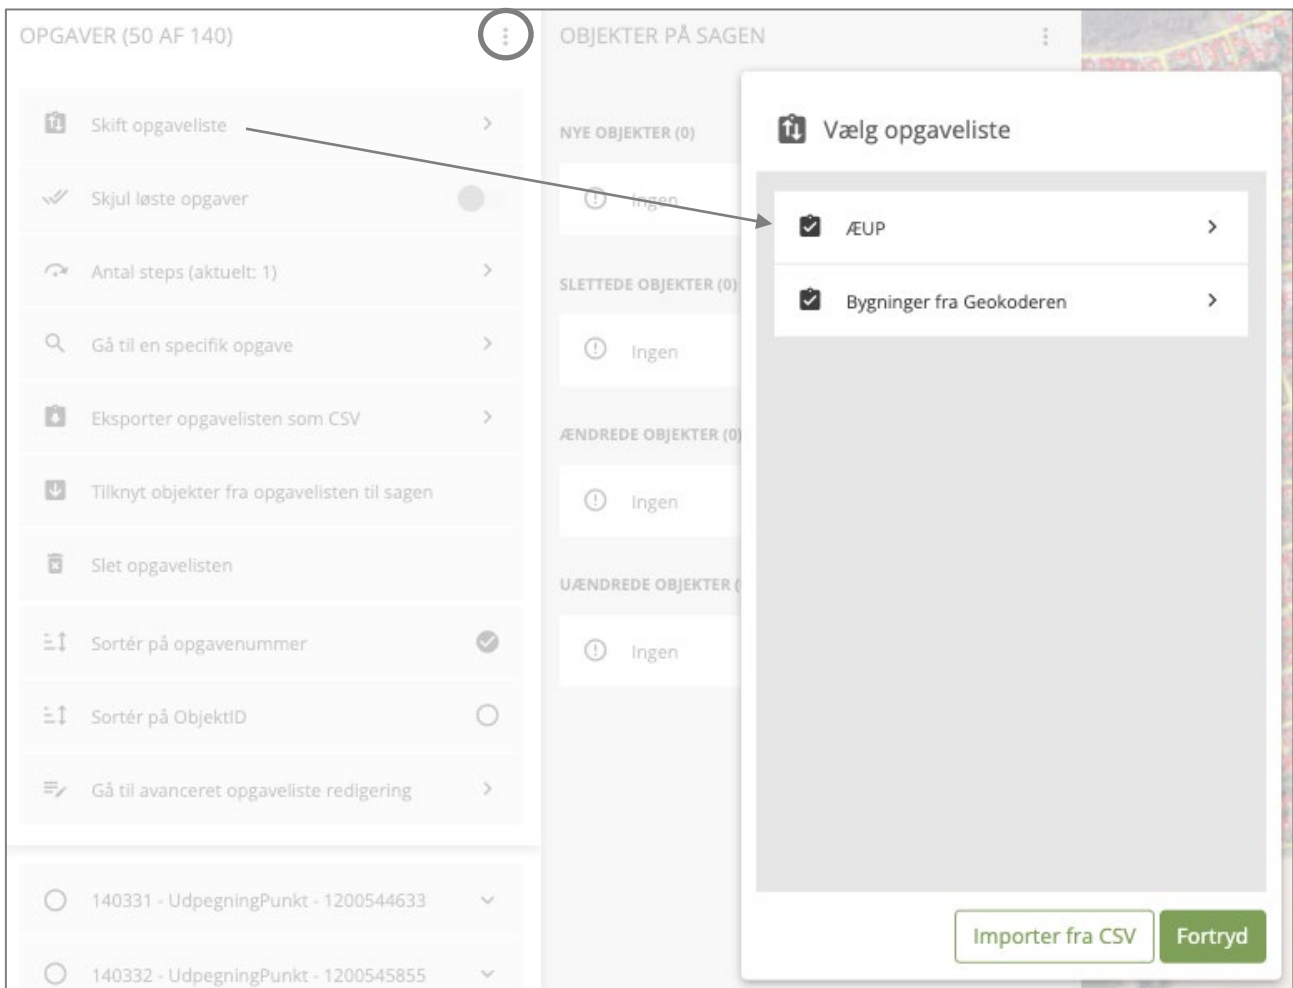 OPGAVER (50 AF 140)
Skift opgaveliste
Skjul løste opgaver
Antal steps (aktuelt: 1)
Gå til en specifik opgave
Eksporter opgavelisten som CSV
Tilknyt objekter fra opgavelisten til sagen
Slet opgavelisten
Sortér på opgavenummer
Sortér på ObjektID
Gå til avanceret opgaveliste redigering
140331 - UdpegningPunkt - 1200544633
140332 - UdpegningPunkt - 1200545855
OBJEKTER PÅ SAGEN
NYE OBJEKTER (0)
Ingen
SLETTEDE OBJEKTER (0)
Ingen
ÆNDREDE OBJEKTER (0)
Ingen
UÆNDREDE OBJEKTER (
Ingen
Vælg opgaveliste
ÆUP
Bygninger fra Geokoderen
Importer fra CSV
Fortryd